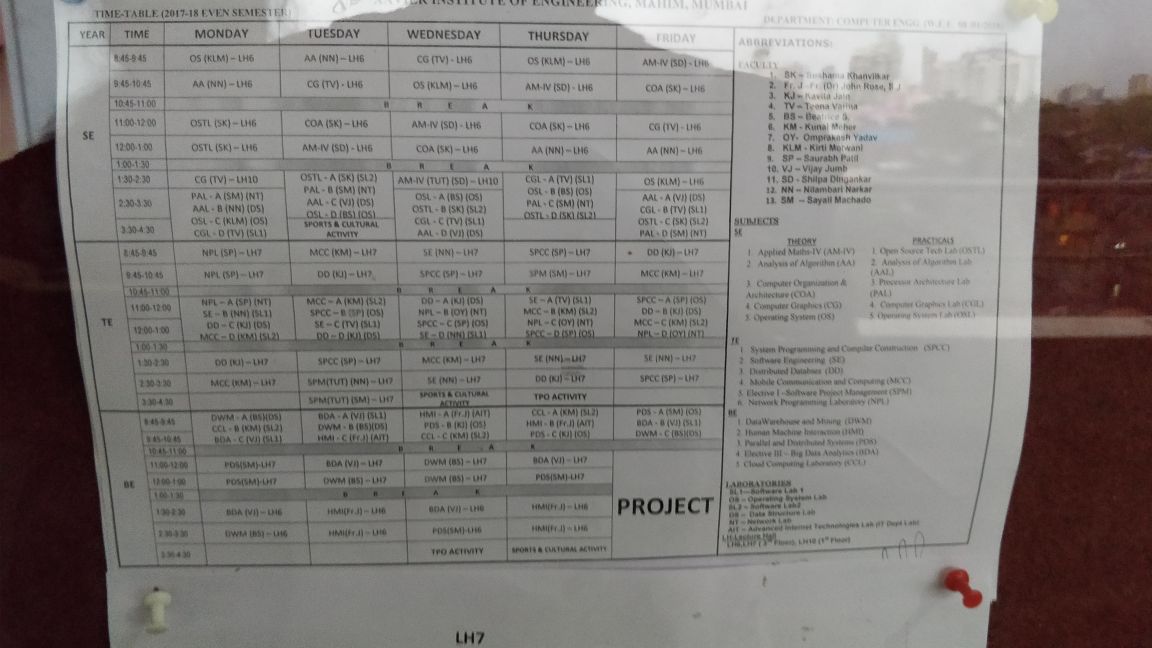 TIME-TABLE (2017-18 EVEN SEMESTER)
XAVIER INSTITUTE OF ENGINEERING, MAHIM, MUMBAI
DEPARTMENT: COMPUTER ENGG
YEAR TIME MONDAY TUESDAY WEDNESDAY THURSDAY FRIDAY
SE
8:45-9:45 OS (KLM) – LH6 AA (NN) – LH6 CG (TV) - LH6 OS (KLM) – LH6 AM-IV (SD) - LH6
9:45-10:45 AA (NN) – LH6 CG (TV) - LH6 OS (KLM) – LH6 AM-IV (SD) - LH6 COA (SK) – LH6
10:45-11:00 B R E A K
11:00-12:00 OSTL (SK) – LH6 COA (SK) – LH6 AM-IV (SD) - LH6 COA (SK) – LH6 CG (TV) – LH6
12:00-1:00 OSTL (SK) – LH6 AM-IV (SD) - LH6 COA (SK) – LH6 AA (NN) – LH6 AA (NN) – LH6
1:00-1:30 B R E A K
1:30-2:30 CG (TV) – LH10 OSTL - A (SK) (SL2) AM-IV (TUT) (SD) – LH10 CGL - A (TV) (SL1) OS (KLM) – LH6
PAL - B (SM) (NT) OSL - B (BS) (OS)
2:30-3:30 PAL - A (SM) (NT) AAL - C (VJ) (DS) OSL - A (BS) (OS) PAL - C (SM) (NT) AAL - A (VJ) (DS)
AAL - B (NN) (DS) OSL - D (BS) (OS) OSTL - B (SK) (SL2) OSTL - D (SK) (SL2) CGL - B (TV) (SL1)
3:30-4:30 OSL - C (KLM) (OS) SPORTS & CULTURAL CGL - C (TV) (SL1) OSTL - C (SK) (SL2)
CGL - D (TV) (SL1) ACTIVITY AAL - D (VJ) (DS) PAL - D (SM) (NT)
TE
8:45-9:45 NPL (SP) – LH7 MCC (KM) – LH7 SE (NN) – LH7 SPCC (SP) – LH7 DD (KJ) – LH7
9:45-10:45 NPL (SP) – LH7 DD (KJ) – LH7 SPCC (SP) – LH7 SPM (SM) – LH7 MCC (KM) – LH7
10:45-11:00 B R E A K
11:00-12:00 NPL – A (SP) (NT) MCC – A (KM) (SL2) DD – A (KJ) (DS) SE – A (TV) (SL1) SPCC – A (SP) (OS)
SE – B (NN) (SL1) SPCC – B (SP) (OS) NPL – B (OY) (NT) MCC – B (KM) (SL2) DD – B (KJ) (DS)
12:00-1:00 DD – C (KJ) (DS) SE – C (TV) (SL1) SPCC – C (SP) (OS) NPL – C (OY) (NT) MCC – C (KM) (SL2)
MCC – D (KM) (SL2) DD – D (KJ) (DS) SE – D (NN) (SL1) SPCC – D (SP) (OS) NPL – D (OY) (NT)
1:00-1:30 B R E A K
1:30-2:30 DD (KJ) – LH7 SPCC (SP) – LH7 MCC (KM) – LH7 SE (NN) – LH7 SE (NN) – LH7
2:30-3:30 MCC (KM) – LH7 SPM(TUT) (NN) – LH7 SE (NN) – LH7 DD (KJ) – LH7 SPCC (SP) – LH7
3:30-4:30 SPM(TUT) (SM) – LH7 SPORTS & CULTURAL ACTIVITY TPO ACTIVITY
BE
8:45-9:45 DWM - A (BS)(DS) BDA - A (VJ) (SL1) HMI - A (Fr.J) (AIT) CCL - A (KM) (SL2) PDS - A (SM) (OS)
CCL - B (KM) (SL2) DWM - B (BS)(DS) PDS - B (KJ) (OS) HMI - B (Fr.J) (AIT) BDA - B (VJ) (SL1)
9:45-10:45 BDA - C (VJ) (SL1) HMI - C (Fr.J) (AIT) CCL - C (KM) (SL2) PDS - C (KJ) (OS) DWM - C (BS)(DS)
10:45-11:00 B R E A K
11:00-12:00 PDS(SM)-LH7 BDA (VJ) – LH7 DWM (BS) – LH7 BDA (VJ) – LH7
12:00-1:00 PDS(SM)-LH7 DWM (BS) – LH7 DWM (BS) – LH7 PDS(SM)-LH7
1:00-1:30 B R E A K
PROJECT
1:30-2:30 BDA (VJ) – LH6 HMI(Fr.J) – LH6 BDA (VJ) – LH6 HMI(Fr.J) – LH6
2:30-3:30 DWM (BS) – LH6 HMI(Fr.J) – LH6 PDS(SM)-LH6 HMI(Fr.J) – LH6
3:30-4:30 TPO ACTIVITY SPORTS & CULTURAL ACTIVITY
ABBREVIATIONS:
FACULTY
1. SK – Sushama Khanvilkar
2. Fr. J – Fr. (Dr) John Rose, S J
3. KJ – Kavita Jain
4. TV – Teena Varma
5. BS – Beatrice S.
6. KM - Kunal Meher
7. OY- Omprakash Yadav
8. KLM - Kirti Motwani
9. SP – Saurabh Patil
10. VJ – Vijay Jumb
11. SD - Shilpa Dingankar
12. NN – Nilambari Narkar
13. SM – Sayali Machado
SUBJECTS
SE
THEORY PRACTICALS
1. Applied Maths-IV (AM-IV) 1. Open Source Tech Lab (OSTL)
2. Analysis of Algorithm (AA) 2. Analysis of Algorithm Lab
(AAL)
3. Computer Organization & 3. Processor Architecture Lab
Architecture (COA) (PAL)
4. Computer Graphics (CG) 4. Computer Graphics Lab (CGL)
5. Operating System (OS) 5. Operating System Lab (OSL)
TE
1. System Programming and Compiler Construction (SPCC)
2. Software Engineering (SE)
3. Distributed Databses (DD)
4. Mobile Communication and Computing (MCC)
5. Elective I –Software Project Management (SPM)
6. Network Programming Laboratory (NPL)
BE
1. DataWarehouse and Mining (DWM)
2. Human Machine Interaction (HMI)
3. Parallel and Distributed Systems (PDS)
4. Elective III – Big Data Analytics (BDA)
5. Cloud Computing Laboratory (CCL)
LABORATORIES
SL1—Software Lab 1
OS – Operating System Lab
SL2 – Software Lab2
DS – Data Structure Lab
NT – Network Lab
AIT – Advanced Internet Technologies Lab (IT Dept Lab)
LH-Lecture Hall
LH6,LH7 (3rd Floor), LH10 (1st Floor)
LH7